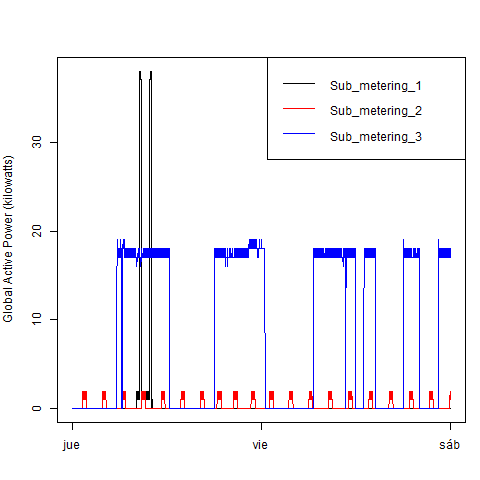 Sub_metering_1
Sub_metering_2
Sub_metering_3
Global Active Power (kilowatts)
30
20
10
0
jue vie sáb